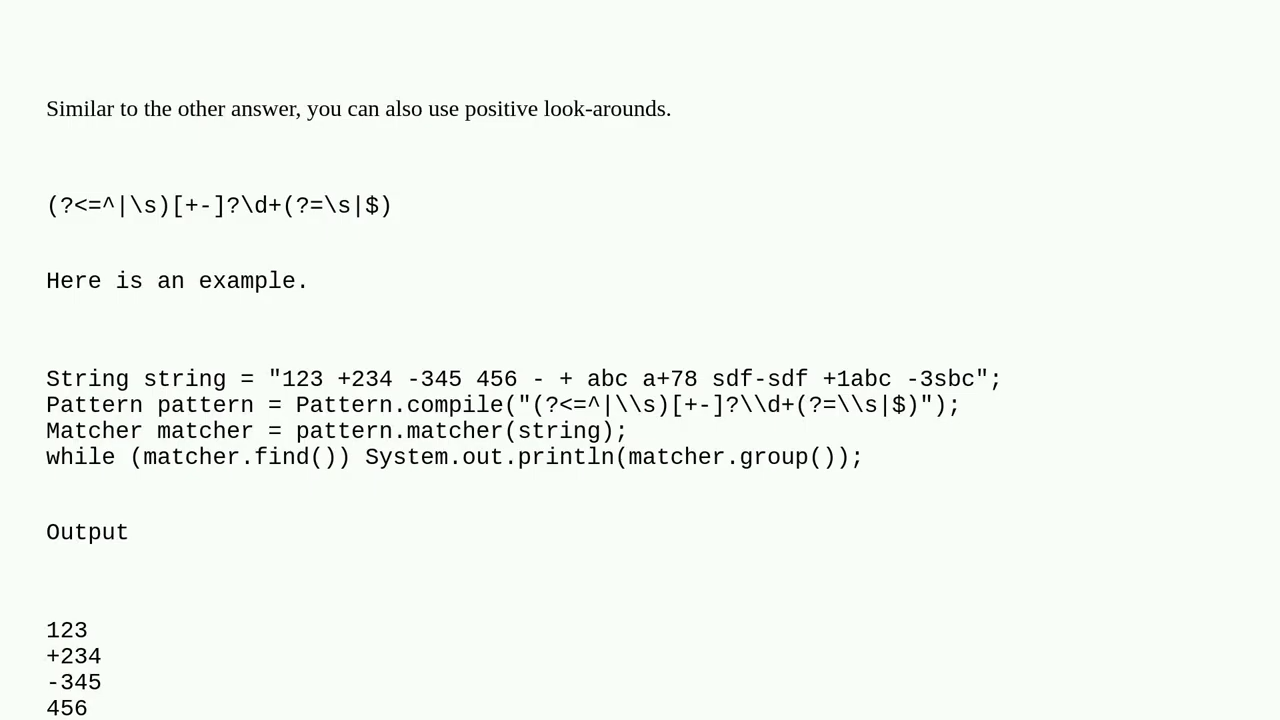 Similar to the other answer, you can also use positive look-arounds.
(?<=^|\s)[+-]?\d+(?=\s|$)
Here is an example.
String string = "123 +234 -345 456 - + abc a+78 sdf-sdf +1abc -3sbc";
Pattern pattern = Pattern.compile("(?<=^|\\s)[+-]?\\d+(?=\\s|$)");
Matcher matcher = pattern.matcher(string);
while (matcher.find()) System.out.println(matcher.group());
Output
123
+234
-345
456